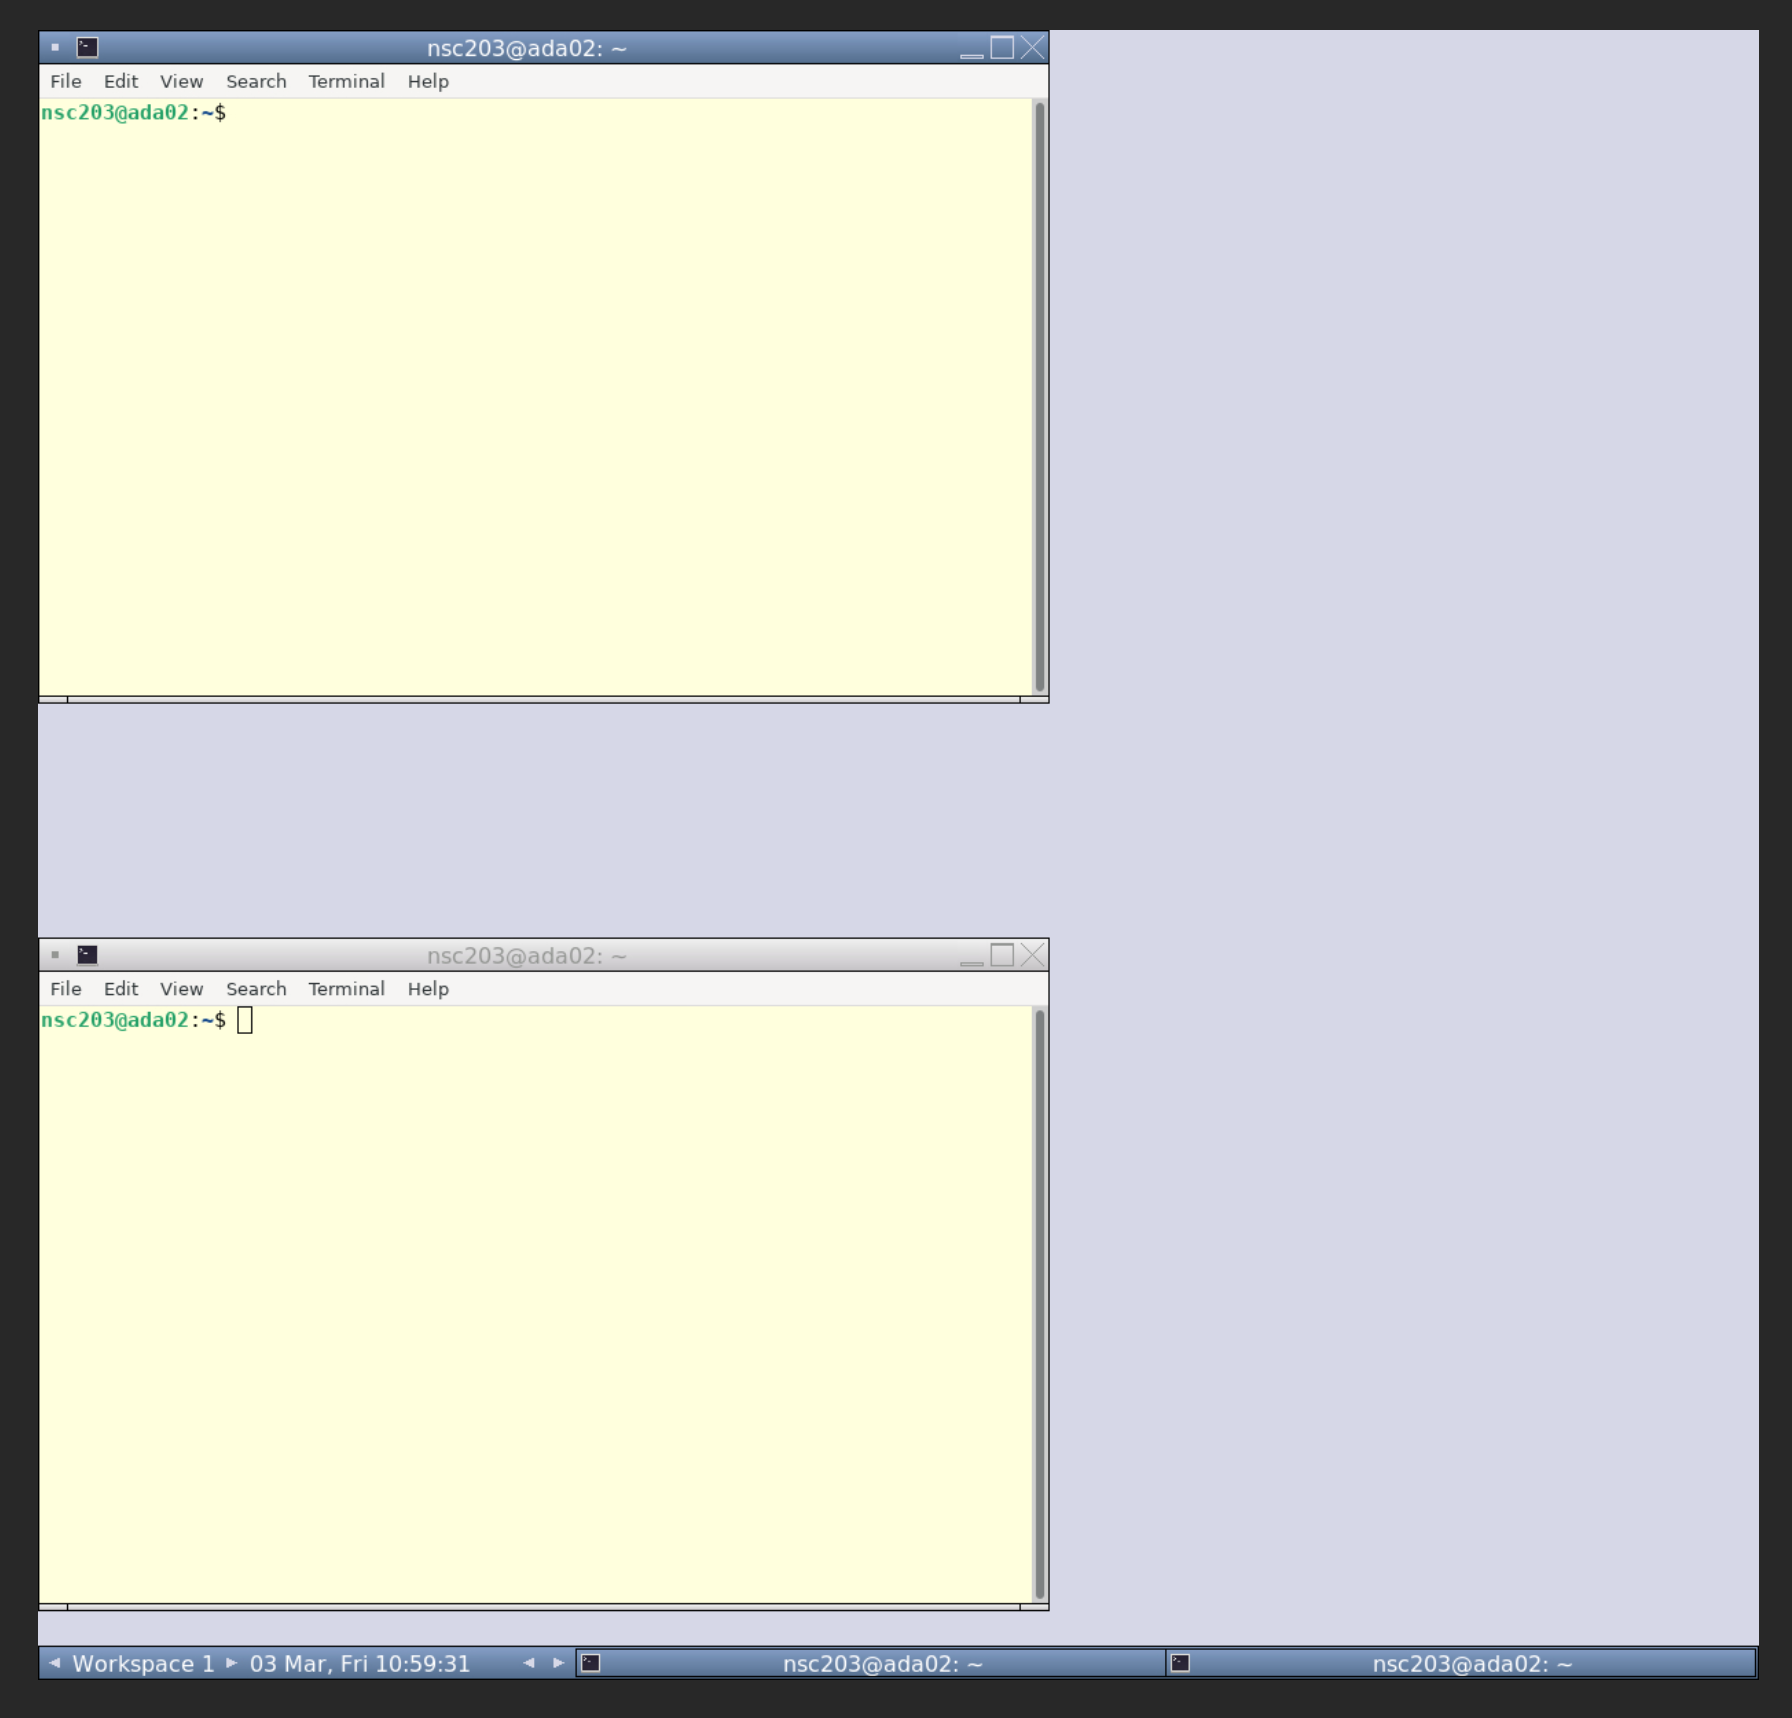 nsc203@ada02: ~
File Edit View Search Terminal Help
nsc203@ada02:~$
nsc203@ada02: ~
File Edit View Search Terminal Help
nsc203@ada02:~$
Workspace 1 03 Mar, Fri 10:59:31 nsc203@ada02: ~ nsc203@ada02: ~